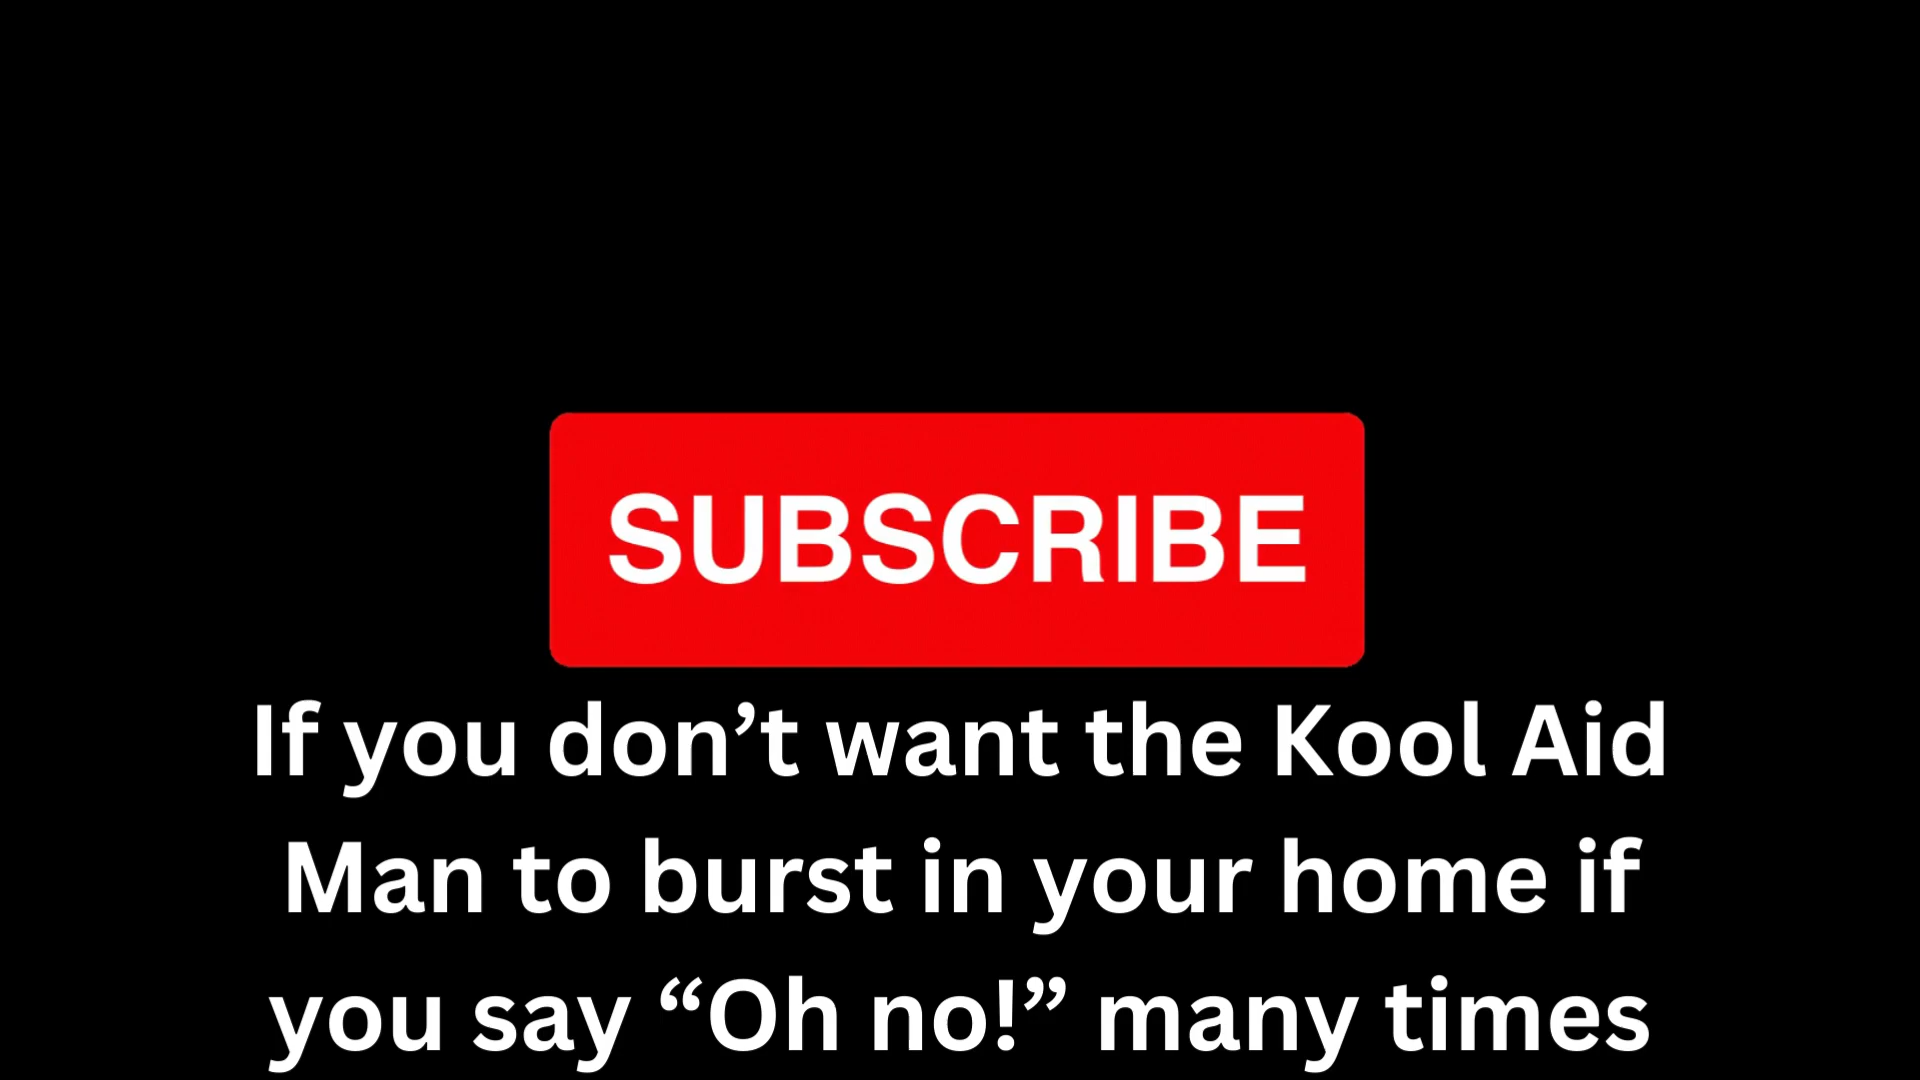 SUBSCRIBE
If you don’t want the Kool Aid
Man to burst in your home if
you say “Oh no!” many times